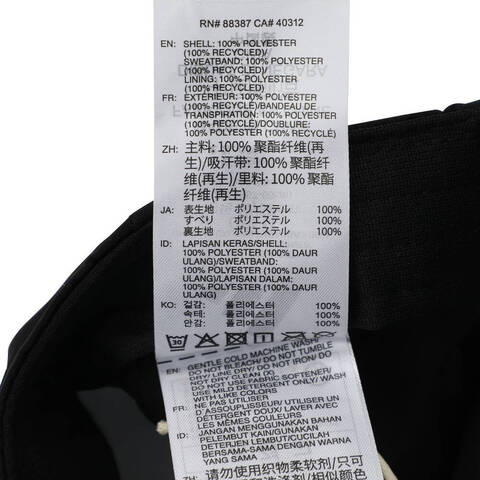 RN# 88387 CA# 40312
EN: SHELL: 100% POLYESTER
(100% RECYCLED)/
SWEATBAND: 100% POLYESTER
(100% RECYCLED)/
LINING: 100% POLYESTER
(100% RECYCLED)
FR: EXTÉRIEUR: 100% POLYESTER
(100% RECYCLÉ)/BANDEAU DE
TRANSPIRATION: 100% POLYESTER
(100% RECYCLÉ)/DOUBLURE:
100% POLYESTER (100% RECYCLÉ)
ZH: 主料: 100% 聚酯纤维(再
生)/吸汗带: 100% 聚酯纤
维(再生)/里料: 100% 聚酯
纤维(再生)
JA: 表生地 ポリエステル 100%
すべり ポリエステル 100%
裏生地 ポリエステル 100%
ID: LAPISAN KERAS/SHELL:
100% POLYESTER (100% DAUR
ULANG)/SWEATBAND:
100% POLYESTER (100% DAUR
ULANG)/LAPISAN DALAM:
100% POLYESTER (100% DAUR
ULANG)
KO: 겉감: 폴리에스터 100%
속테: 폴리에스터 100%
안감: 폴리에스터 100%
30
EN: GENTLE COLD MACHINE WASH/
DO NOT BLEACH/DO NOT TUMBLE
DRY/LINE DRY/DO NOT IRON/DO
NOT DRY CLEAN (X)
DO NOT USE FABRIC SOFTENER/
USE MILD DETERGENT ONLY/WASH
WITH LIKE COLORS
FR: NE PAS UTILISER
D ASSOUPLISSEUR/UTILISER UN
DÉTERGENT DOUX/ LAVER AVEC
LES MÊMES COULEURS
ID: JANGAN MENGGUNAKAN BAHAN
PELEMBUT KAIN/GUNAKAN
DETERJEN LEMBUT/CUCILAH
BERSAMA-SAMA DENGAN WARNA
YANG SAMA
ZH: 请勿使用织物柔软剂/只可